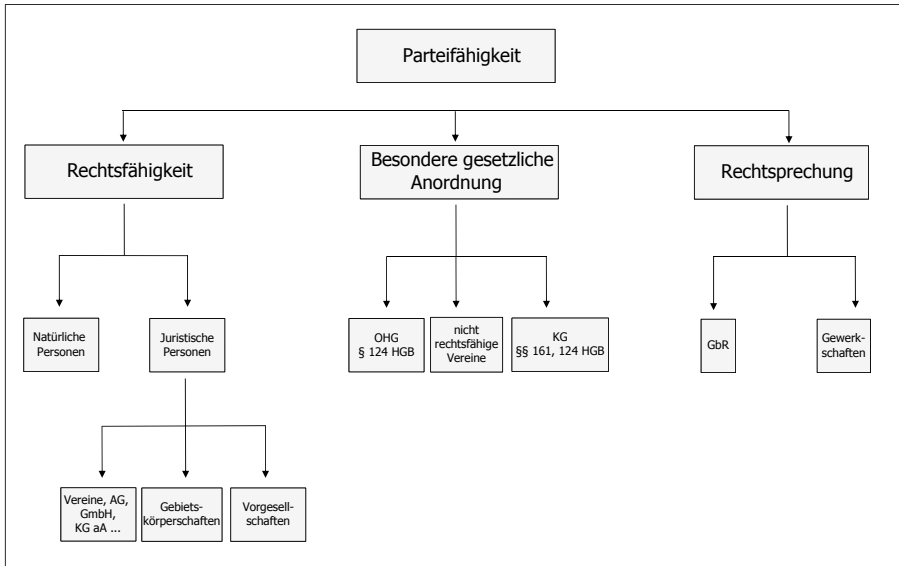 Parteifähigkeit
Rechtsfähigkeit
Besondere gesetzliche
Anordnung
Rechtsprechung
Natürliche
Personen
Juristische
Personen
OHG
§ 124 HGB
nicht
rechtsfähige
Vereine
KG
§§ 161, 124 HGB
GbR
Gewerk-
schaften
Vereine, AG,
GmbH,
KG aA ...
Gebiets-
körperschaften
Vorgesell-
schaften